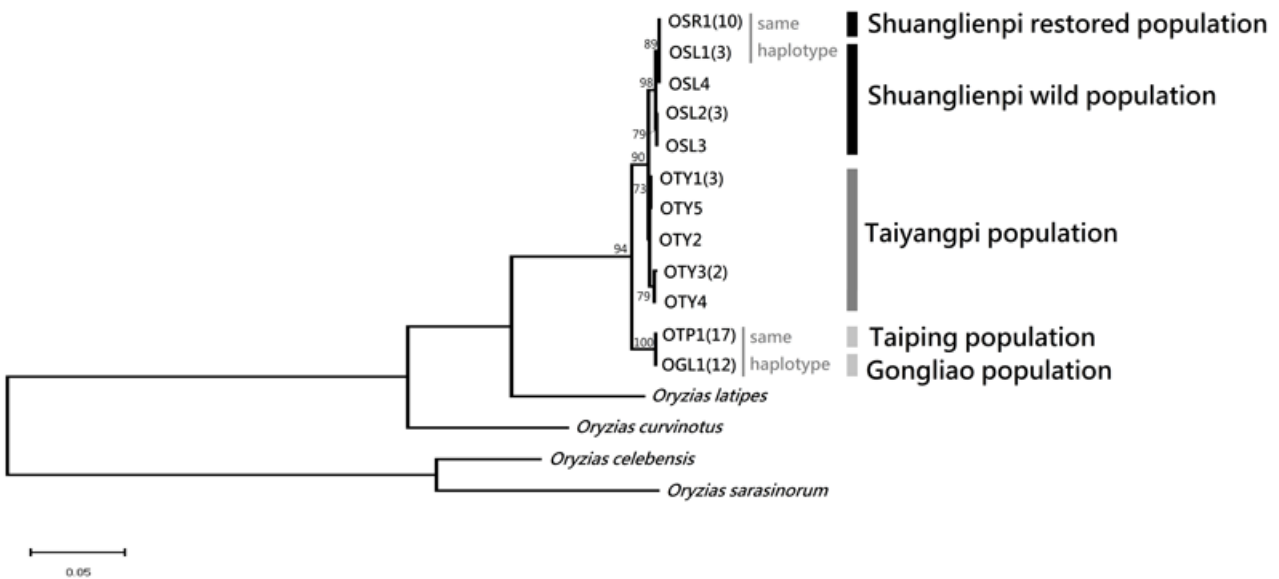 OSR1(10) same Shuanglienpi restored population
89
OSL1(3) haplotype
98 OSL4
Shuanglienpi wild population
OSL2(3)
79
OSL3
90
OTY1(3)
73
OTY5
Taiyangpi population
OTY2
94
OTY3(2)
79 OTY4
OTP1(17) same Taiping population
100
OGL1(12) haplotype Gongliao population
Oryzias latipes
Oryzias curvinotus
Oryzias celebensis
Oryzias sarasinorum
0.05